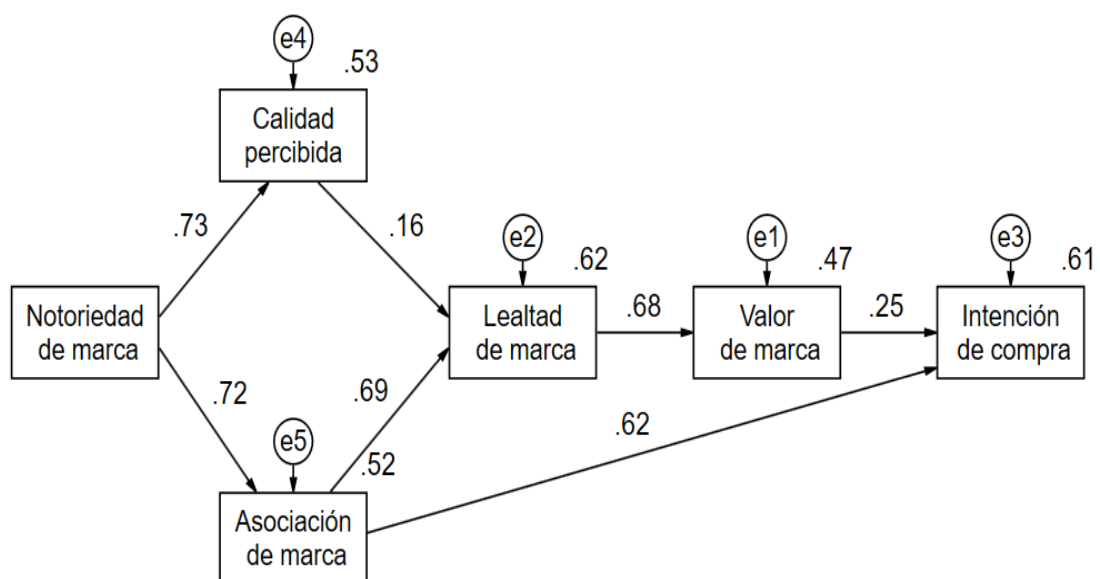 e4
.53
Calidad
percibida
.73
.16
e2
.62
e1
.47
e3
.61
Notoriedad
de marca
Lealtad
de marca
.68
Valor
de marca
.25
Intención
de compra
.72
.69
.62
e5
.52
Asociación
de marca